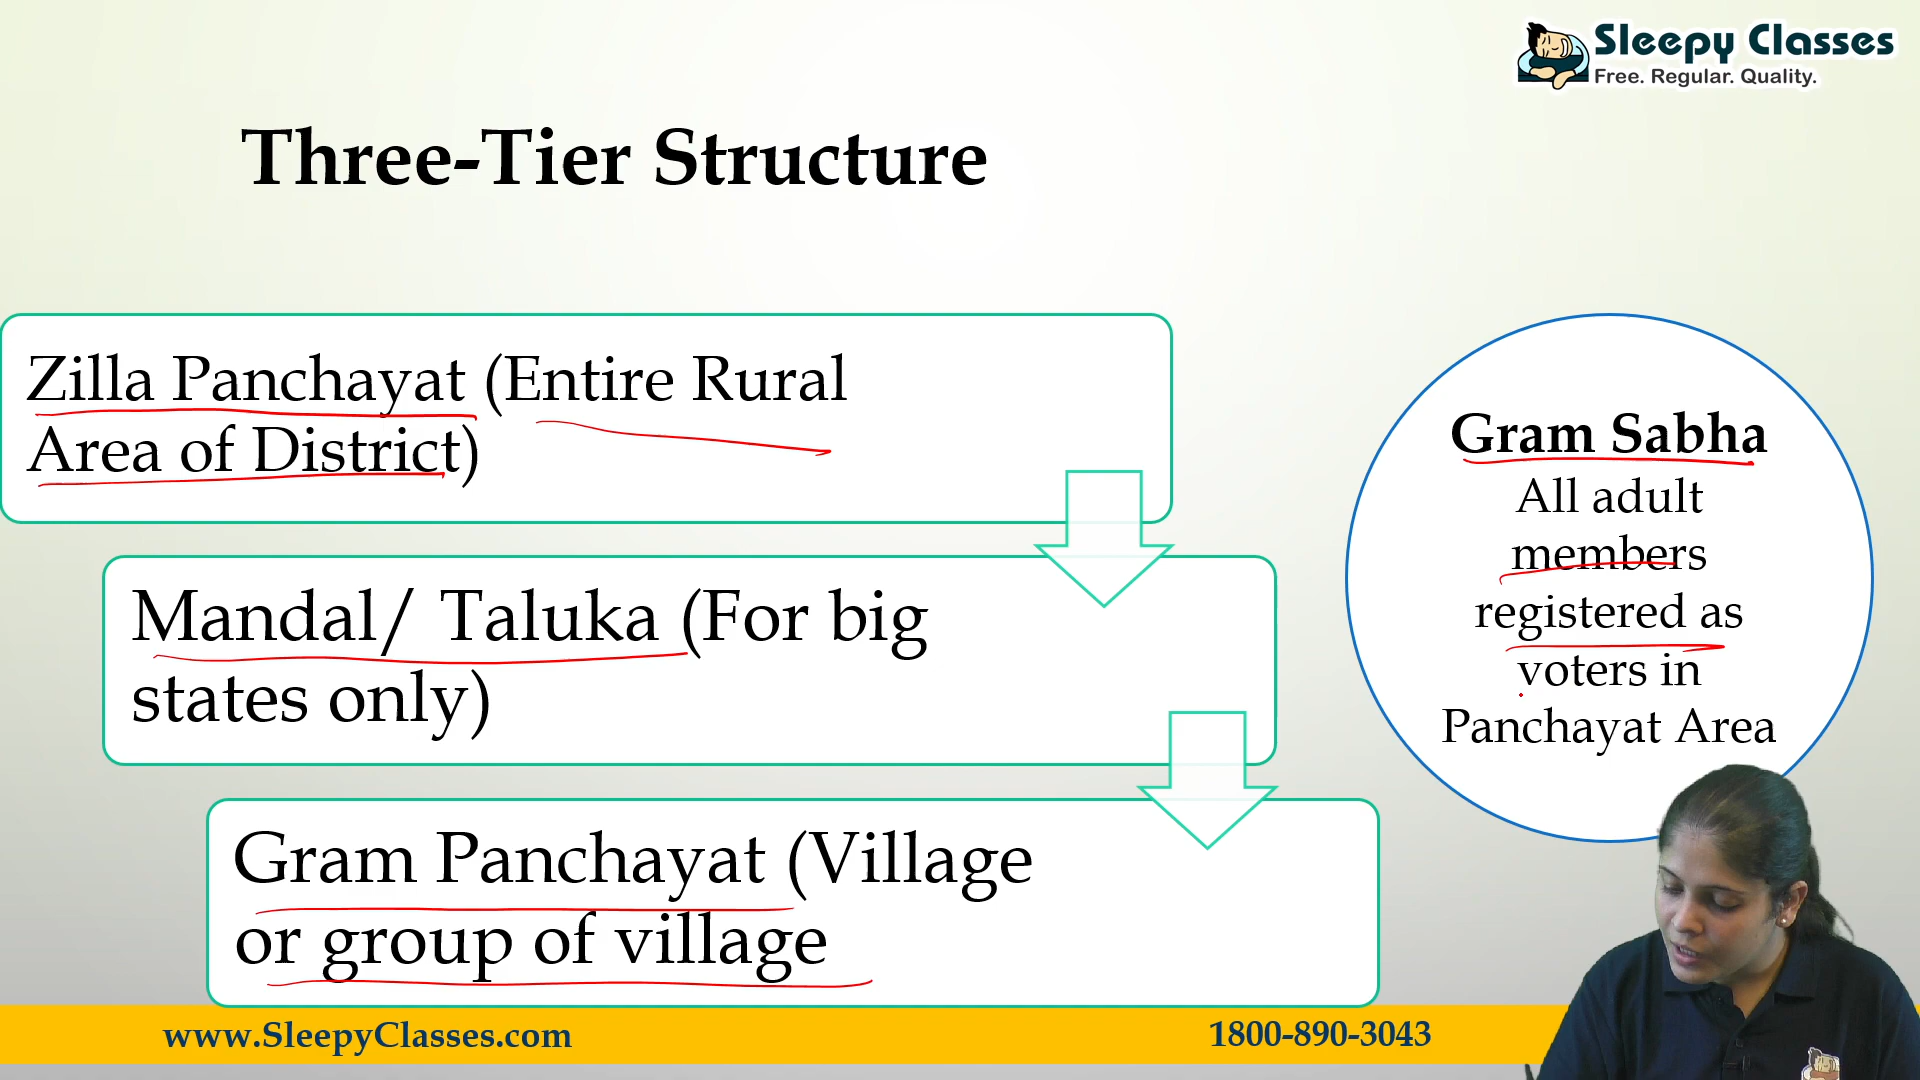 Sleepy Classes
Free. Regular. Quality.
Three-Tier Structure
Zilla Panchayat (Entire Rural
Area of District)
Mandal/ Taluka (For big
states only)
Gram Panchayat (Village
or group of village
Gram Sabha
All adult
members
registered as
voters in
Panchayat Area
www.SleepyClasses.com
1800-890-3043